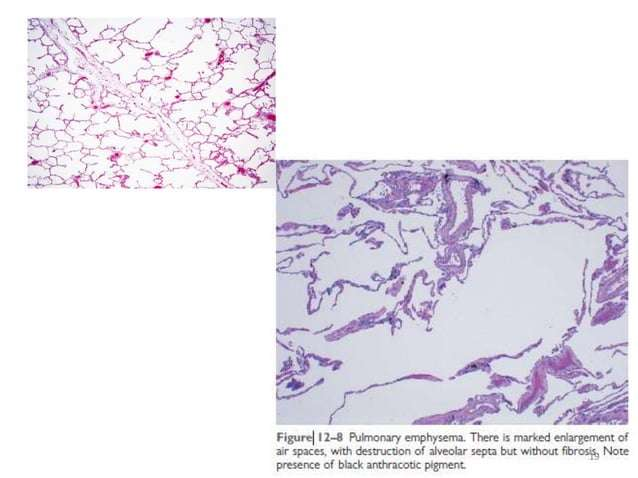 Figure 12–8 Pulmonary emphysema. There is marked enlargement of
air spaces, with destruction of alveolar septa but without fibrosis. Note
presence of black anthracotic pigment.
19